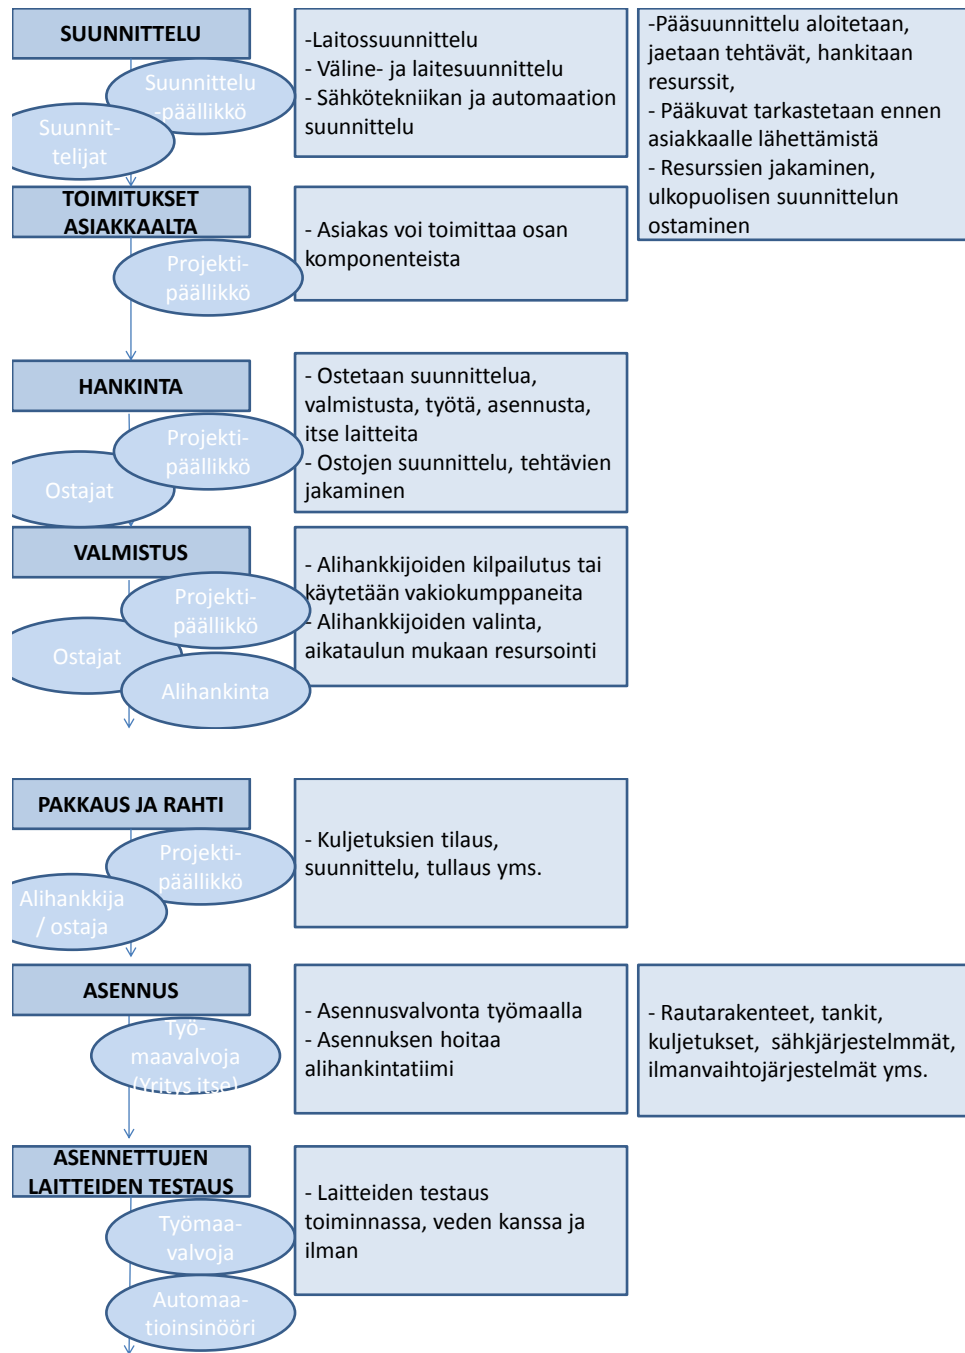 SUUNNITTELU
Suunnittelu
-päällikkö
Suunnit-
telijat
-Laitossuunnittelu
- Väline- ja laitesuunnittelu
- Sähkötekniikan ja automaation
suunnittelu
-Pääsuunnittelu aloitetaan,
jaetaan tehtävät, hankitaan
resurssit,
- Pääkuvat tarkastetaan ennen
asiakkaalle lähettämistä
- Resurssien jakaminen,
ulkopuolisen suunnittelun
ostaminen
TOIMITUKSET
ASIAKKAALTA
Projekti-
päällikkö
- Asiakas voi toimittaa osan
komponenteista
HANKINTA
Projekti-
päällikkö
Ostajat
- Ostetaan suunnittelua,
valmistusta, työtä, asennusta,
itse laitteita
- Ostojen suunnittelu, tehtävien
jakaminen
VALMISTUS
Projekti-
päällikkö
Ostajat
Alihankinta
- Alihankkijoiden kilpailutus tai
käytetään vakiokumppaneita
- Alihankkijoiden valinta,
aikataulun mukaan resursointi
PAKKAUS JA RAHTI
Projekti-
päällikkö
Alihankkija
/ ostaja
- Kuljetuksien tilaus,
suunnittelu, tullaus yms.
ASENNUS
Työ-
maavalvoja
(Yritys itse)
- Asennusvalvonta työmaalla
- Asennuksen hoitaa
alihankintatiimi
- Rautarakenteet, tankit,
kuljetukset, sähkjärjestelmmät,
ilmanvaihtojärjestelmät yms.
ASENNETTUJEN
LAITTEIDEN TESTAUS
Työmaa-
valvoja
Automaa-
tioinsinööri
- Laitteiden testaus
toiminnassa, veden kanssa ja
ilman